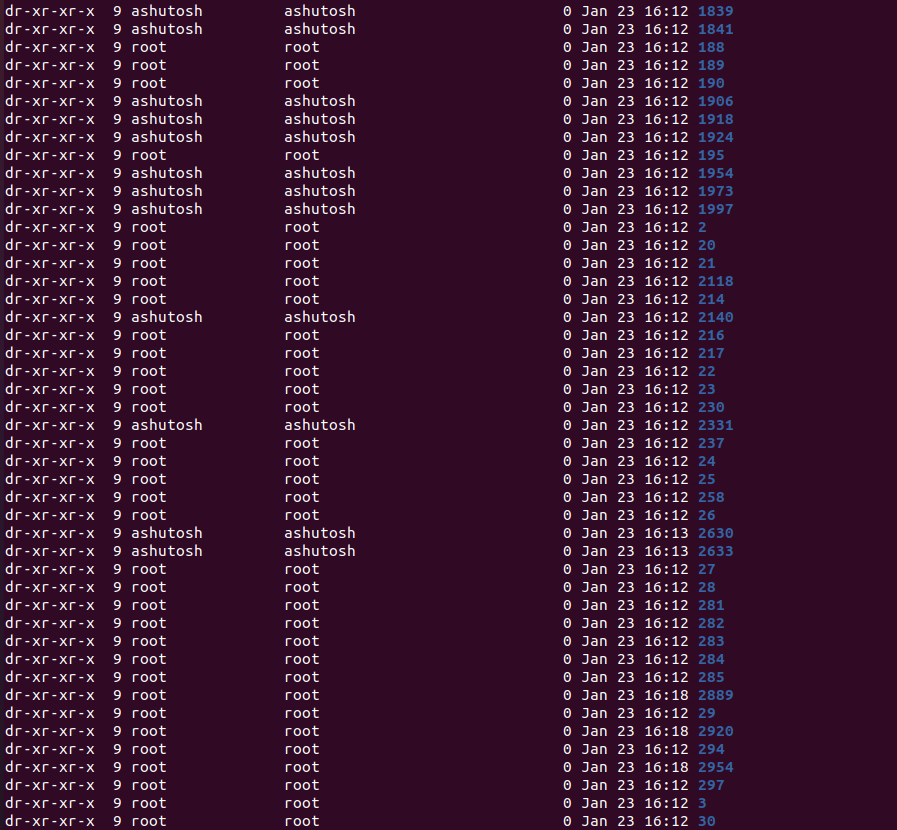 dr-xr-xr-x  9 ashutosh         ashutosh                       0 Jan 23 16:12 1839
dr-xr-xr-x  9 ashutosh         ashutosh                       0 Jan 23 16:12 1841
dr-xr-xr-x  9 root             root                           0 Jan 23 16:12 188
dr-xr-xr-x  9 root             root                           0 Jan 23 16:12 189
dr-xr-xr-x  9 root             root                           0 Jan 23 16:12 190
dr-xr-xr-x  9 ashutosh         ashutosh                       0 Jan 23 16:12 1906
dr-xr-xr-x  9 ashutosh         ashutosh                       0 Jan 23 16:12 1918
dr-xr-xr-x  9 ashutosh         ashutosh                       0 Jan 23 16:12 1924
dr-xr-xr-x  9 root             root                           0 Jan 23 16:12 195
dr-xr-xr-x  9 ashutosh         ashutosh                       0 Jan 23 16:12 1954
dr-xr-xr-x  9 ashutosh         ashutosh                       0 Jan 23 16:12 1973
dr-xr-xr-x  9 ashutosh         ashutosh                       0 Jan 23 16:12 1997
dr-xr-xr-x  9 root             root                           0 Jan 23 16:12 2
dr-xr-xr-x  9 root             root                           0 Jan 23 16:12 20
dr-xr-xr-x  9 root             root                           0 Jan 23 16:12 21
dr-xr-xr-x  9 root             root                           0 Jan 23 16:12 2118
dr-xr-xr-x  9 root             root                           0 Jan 23 16:12 214
dr-xr-xr-x  9 ashutosh         ashutosh                       0 Jan 23 16:12 2140
dr-xr-xr-x  9 root             root                           0 Jan 23 16:12 216
dr-xr-xr-x  9 root             root                           0 Jan 23 16:12 217
dr-xr-xr-x  9 root             root                           0 Jan 23 16:12 22
dr-xr-xr-x  9 root             root                           0 Jan 23 16:12 23
dr-xr-xr-x  9 root             root                           0 Jan 23 16:12 230
dr-xr-xr-x  9 ashutosh         ashutosh                       0 Jan 23 16:12 2331
dr-xr-xr-x  9 root             root                           0 Jan 23 16:12 237
dr-xr-xr-x  9 root             root                           0 Jan 23 16:12 24
dr-xr-xr-x  9 root             root                           0 Jan 23 16:12 25
dr-xr-xr-x  9 root             root                           0 Jan 23 16:12 258
dr-xr-xr-x  9 root             root                           0 Jan 23 16:12 26
dr-xr-xr-x  9 ashutosh         ashutosh                       0 Jan 23 16:13 2630
dr-xr-xr-x  9 ashutosh         ashutosh                       0 Jan 23 16:13 2633
dr-xr-xr-x  9 root             root                           0 Jan 23 16:12 27
dr-xr-xr-x  9 root             root                           0 Jan 23 16:12 28
dr-xr-xr-x  9 root             root                           0 Jan 23 16:12 281
dr-xr-xr-x  9 root             root                           0 Jan 23 16:12 282
dr-xr-xr-x  9 root             root                           0 Jan 23 16:12 283
dr-xr-xr-x  9 root             root                           0 Jan 23 16:12 284
dr-xr-xr-x  9 root             root                           0 Jan 23 16:12 285
dr-xr-xr-x  9 root             root                           0 Jan 23 16:18 2889
dr-xr-xr-x  9 root             root                           0 Jan 23 16:12 29
dr-xr-xr-x  9 root             root                           0 Jan 23 16:18 2920
dr-xr-xr-x  9 root             root                           0 Jan 23 16:12 294
dr-xr-xr-x  9 root             root                           0 Jan 23 16:18 2954
dr-xr-xr-x  9 root             root                           0 Jan 23 16:12 297
dr-xr-xr-x  9 root             root                           0 Jan 23 16:12 3
dr-xr-xr-x  9 root             root                           0 Jan 23 16:12 30